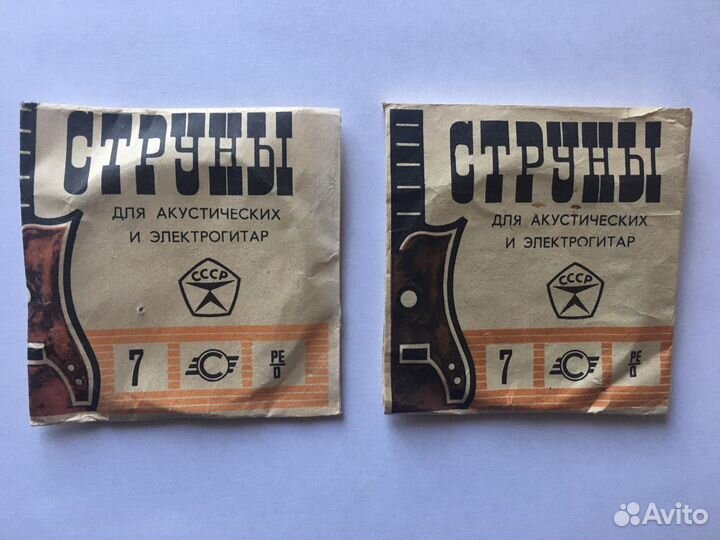 СТРУНЫ
ДЛЯ АКУСТИЧЕСКИХ
И ЭЛЕКТРОГИТАР
СССР
7 С РЕ/D
СТРУНЫ
ДЛЯ АКУСТИЧЕСКИХ
И ЭЛЕКТРОГИТАР
СССР
7 С РЕ/D
Avito